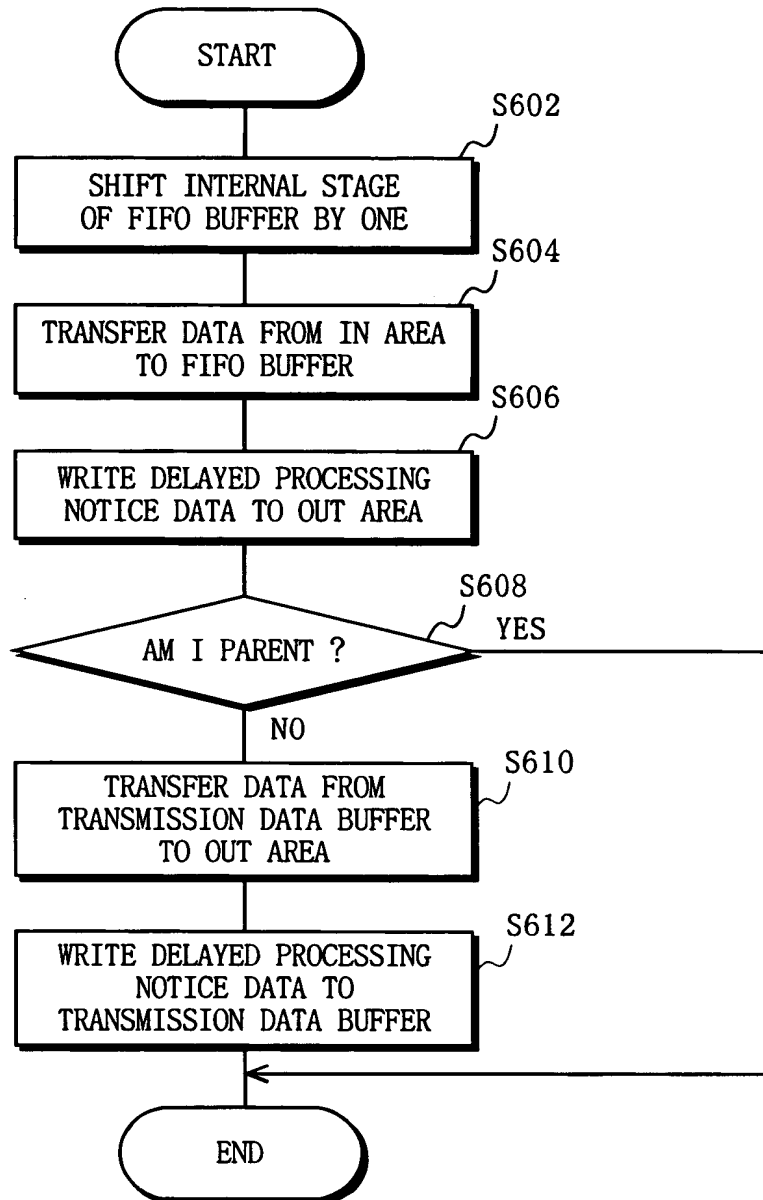 START
S602
SHIFT INTERNAL STAGE
OF FIFO BUFFER BY ONE
S604
TRANSFER DATA FROM IN AREA
TO FIFO BUFFER
S606
WRITE DELAYED PROCESSING
NOTICE DATA TO OUT AREA
S608
AM I PARENT ?
YES
NO
S610
TRANSFER DATA FROM
TRANSMISSION DATA BUFFER
TO OUT AREA
S612
WRITE DELAYED PROCESSING
NOTICE DATA TO
TRANSMISSION DATA BUFFER
END